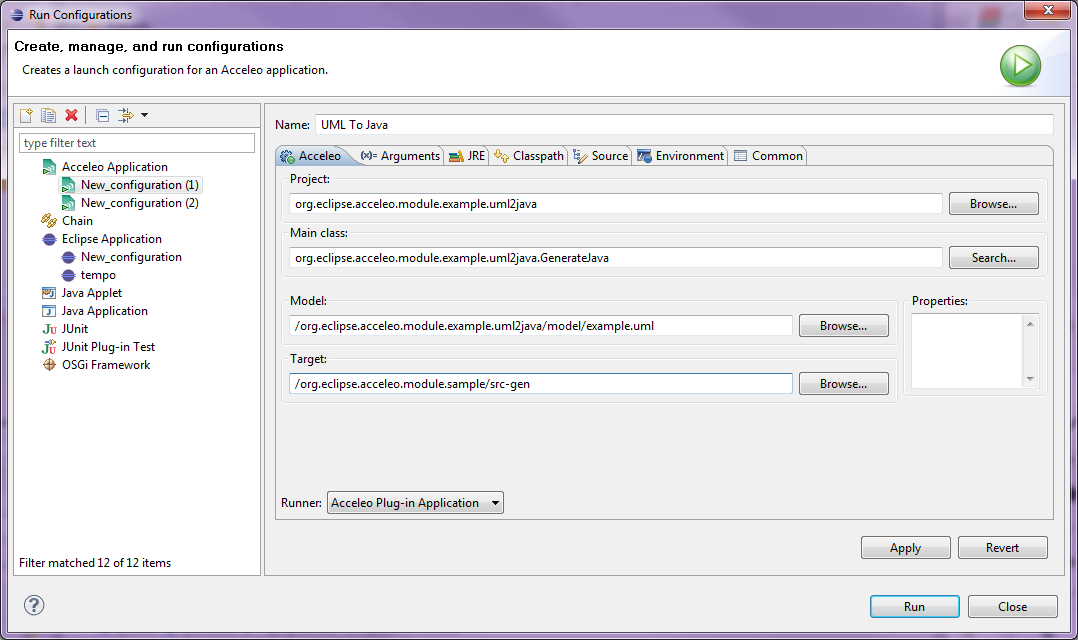 Run Configurations
Create, manage, and run configurations
Creates a launch configuration for an Acceleo application.
type filter text
Acceleo Application
New_configuration (1)
New_configuration (2)
Chain
Eclipse Application
New_configuration
tempo
Java Applet
Java Application
JUnit
JUnit Plug-in Test
OSGi Framework
Filter matched 12 of 12 items
Name: UML To Java
Acceleo (x)= Arguments JRE Classpath Source Environment Common
Project:
org.eclipse.acceleo.module.example.uml2java Browse...
Main class:
org.eclipse.acceleo.module.example.uml2java.GenerateJava Search...
Model:
/org.eclipse.acceleo.module.example.uml2java/model/example.uml Browse...
Properties:
Target:
/org.eclipse.acceleo.module.sample/src-gen Browse...
Runner: Acceleo Plug-in Application
Apply Revert
Run Close